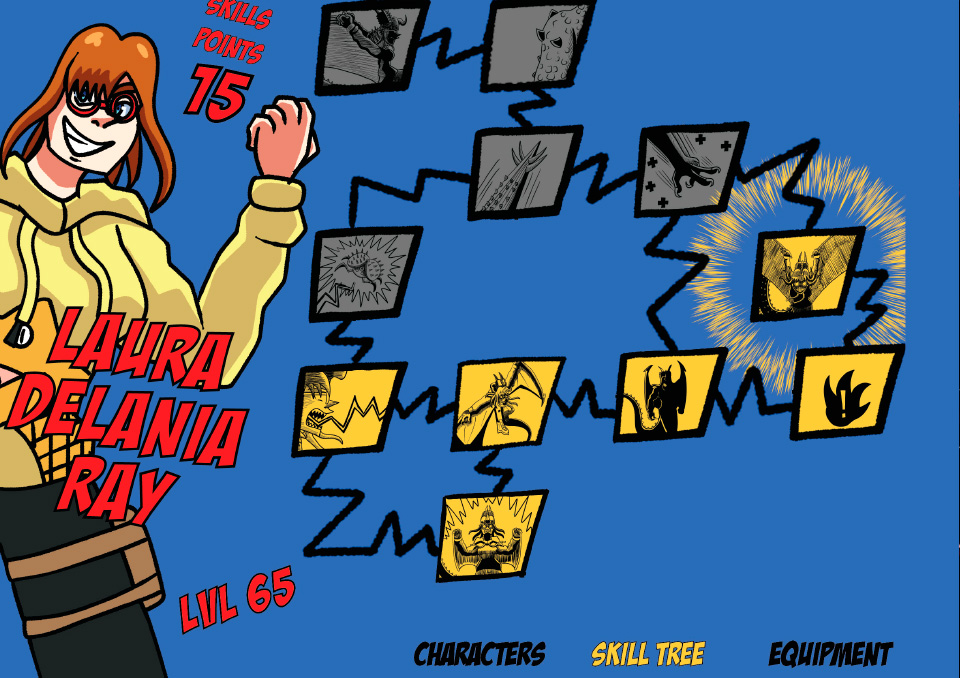 SKILLS
POINTS
15
LAURA
DELANIA
RAY
LVL 65
CHARACTERS SKILL TREE EQUIPMENT